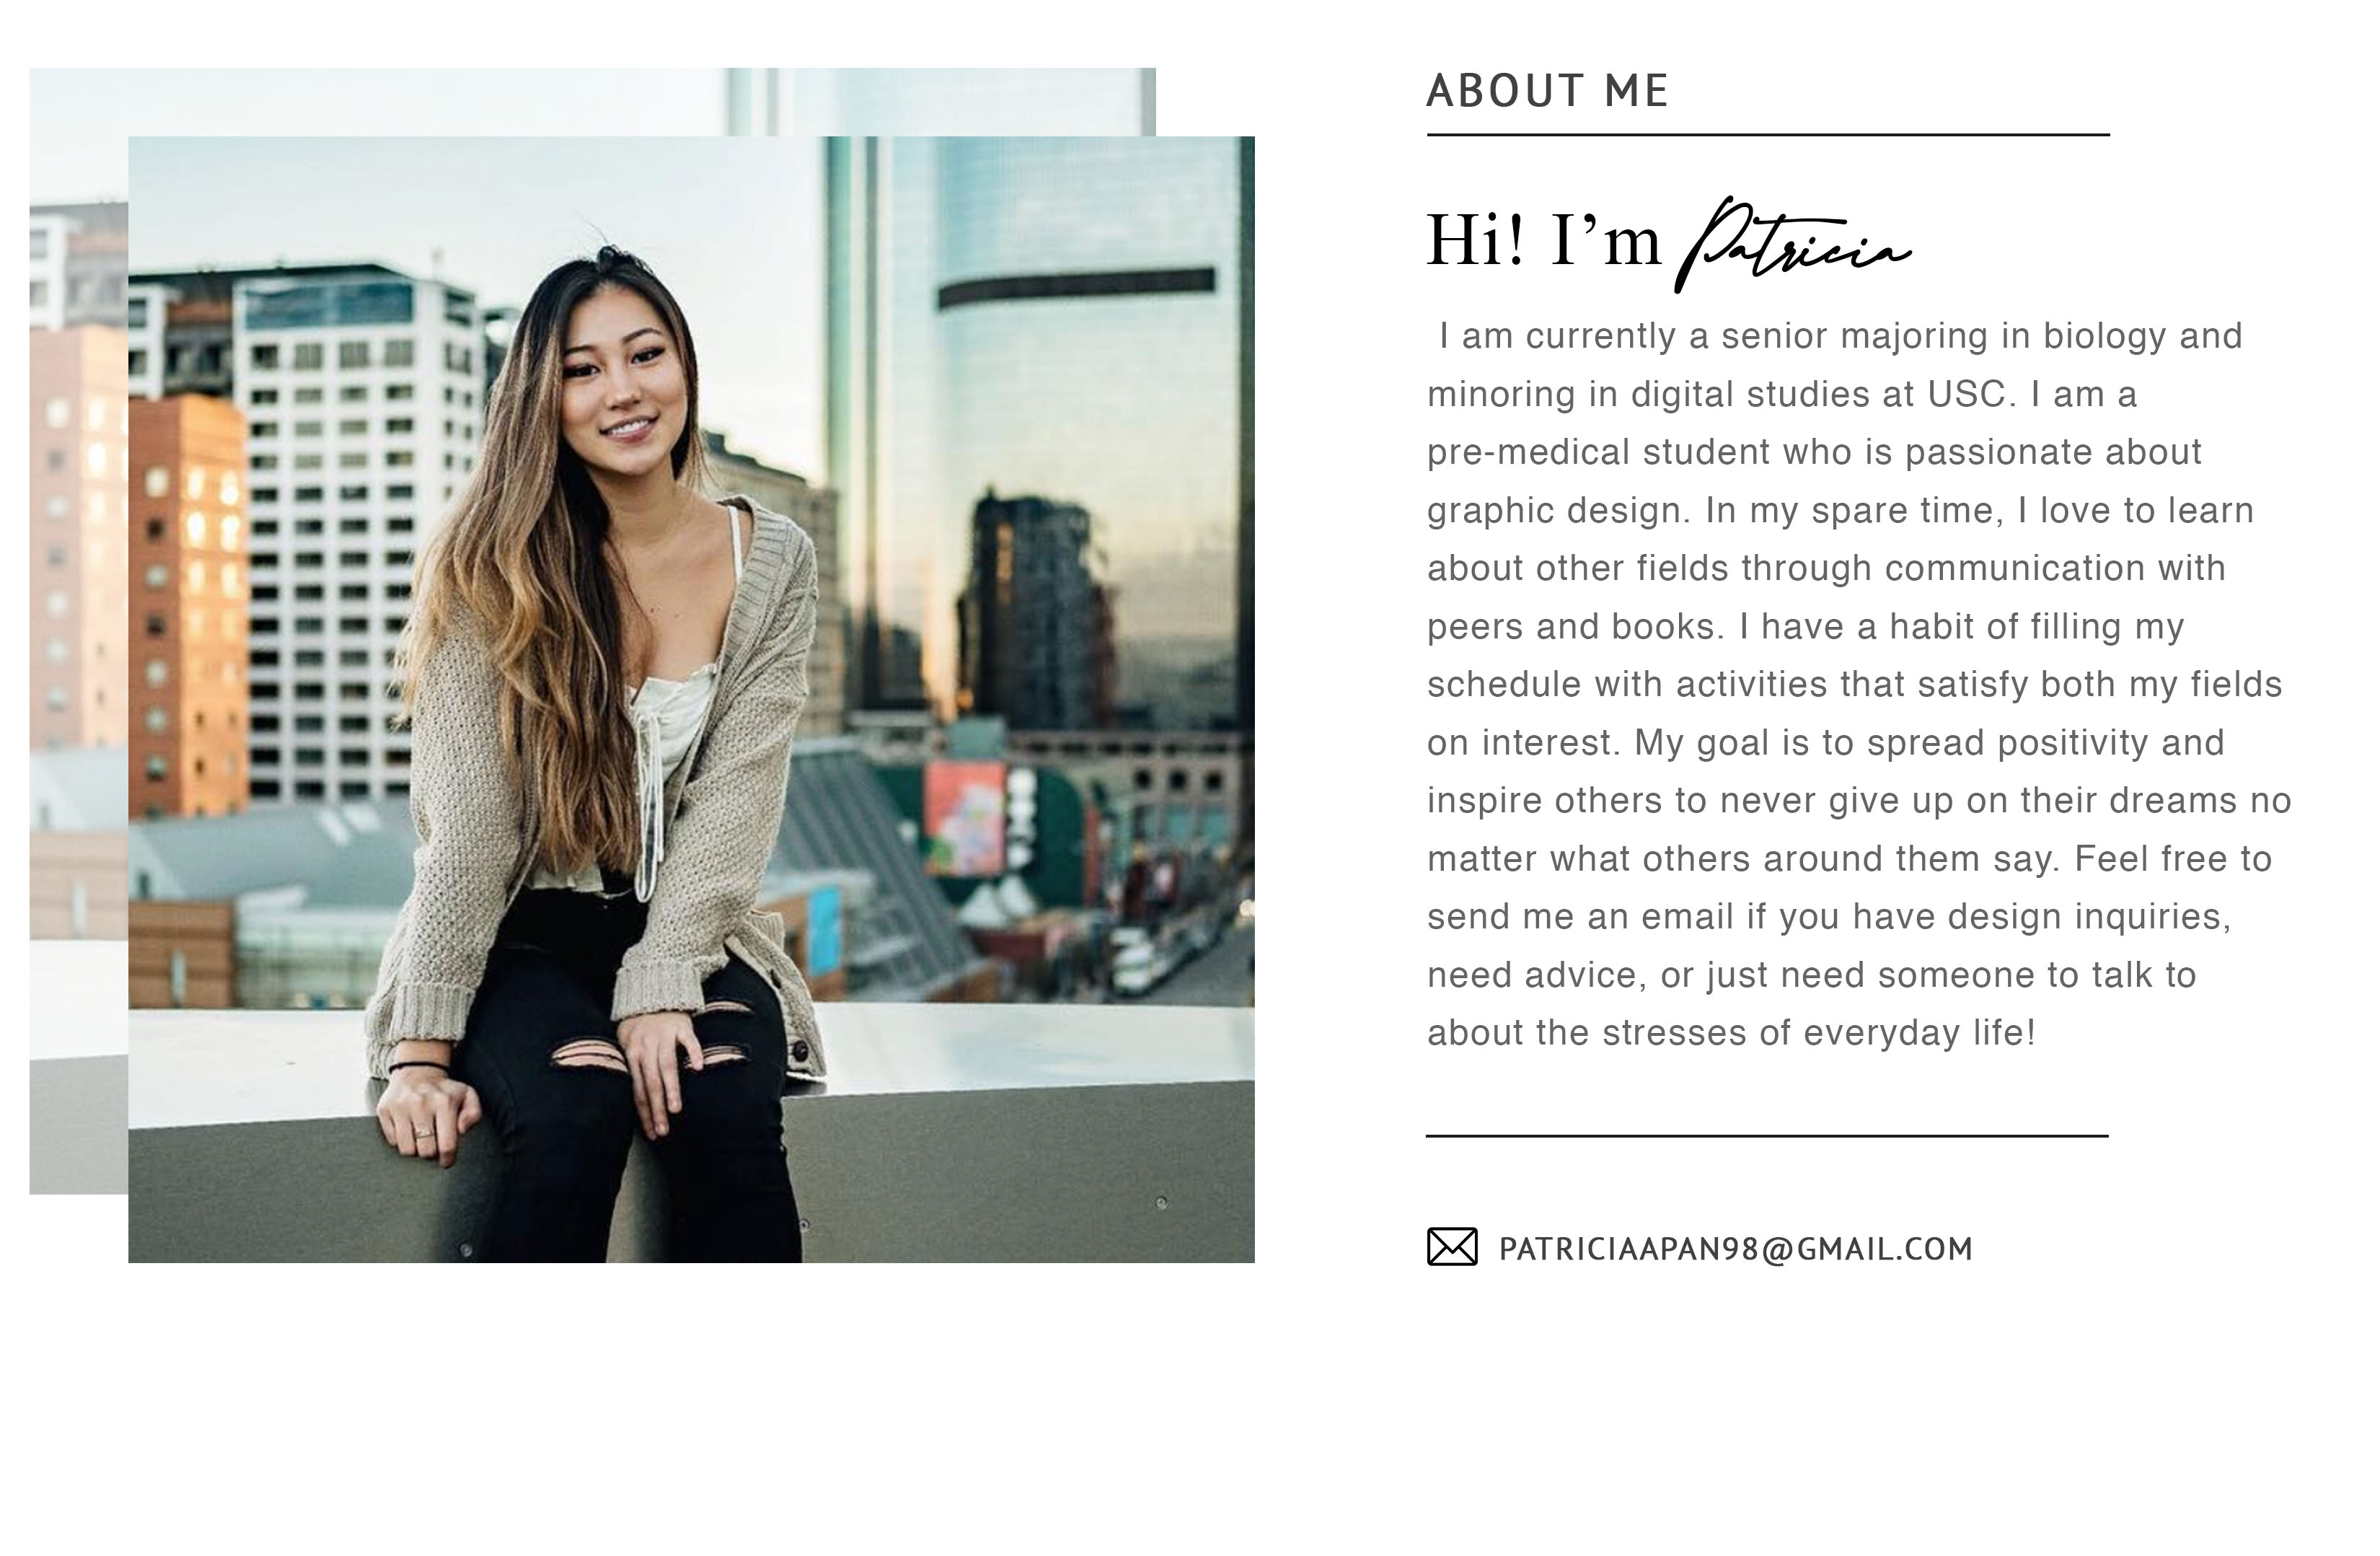 ABOUT ME
Hi! I’m Patricia
I am currently a senior majoring in biology and
minoring in digital studies at USC. I am a
pre-medical student who is passionate about
graphic design. In my spare time, I love to learn
about other fields through communication with
peers and books. I have a habit of filling my
schedule with activities that satisfy both my fields
on interest. My goal is to spread positivity and
inspire others to never give up on their dreams no
matter what others around them say. Feel free to
send me an email if you have design inquiries,
need advice, or just need someone to talk to
about the stresses of everyday life!
PATRICIAAPAN98@GMAIL.COM